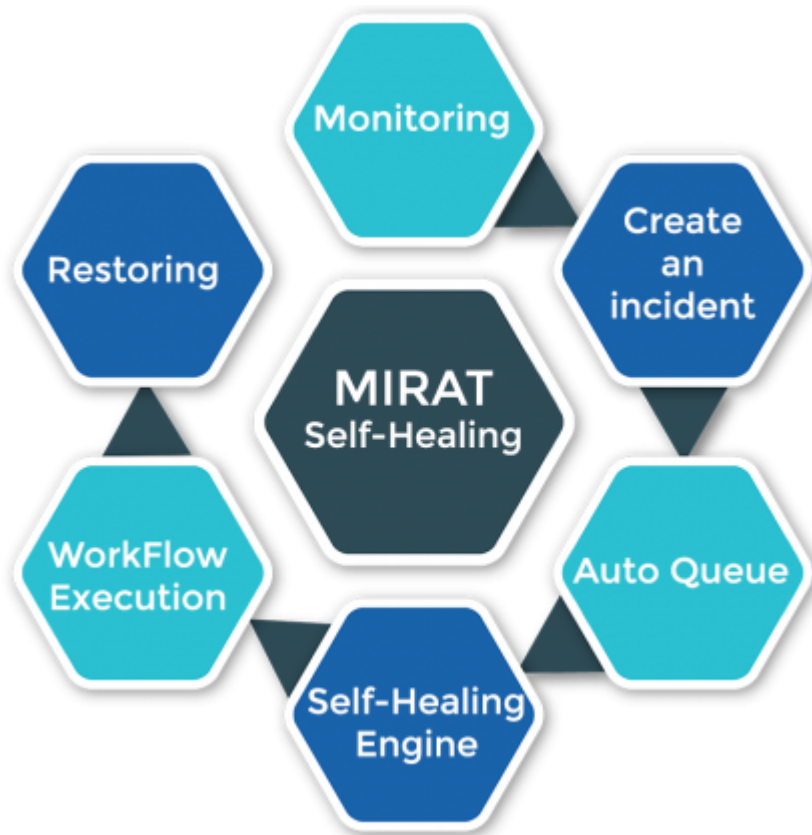 Monitoring
Create
an
incident
Auto Queue
Self-Healing
Engine
WorkFlow
Execution
Restoring
MIRAT
Self-Healing